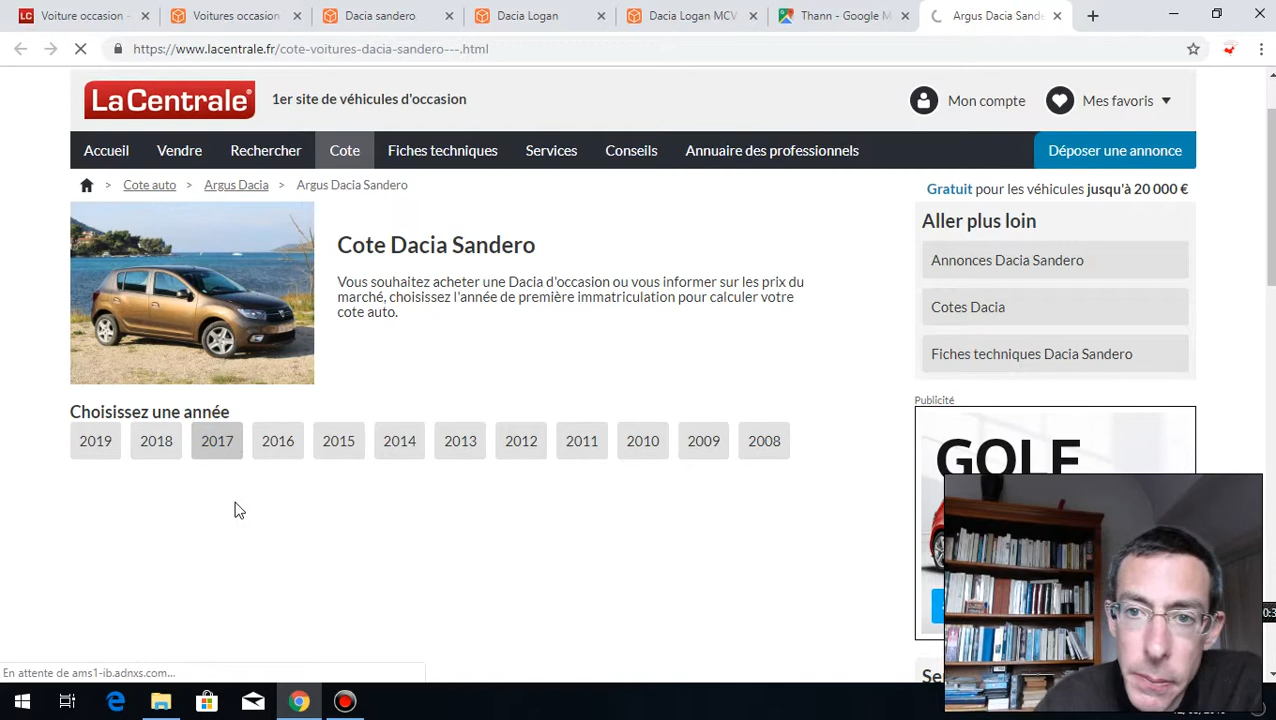 Voiture occasion -
Voitures occasion
Dacia sandero
Dacia Logan
Dacia Logan MCV
Thann - Google M
Argus Dacia Sande
https://www.lacentrale.fr/cote-voitures-dacia-sandero---.html
LaCentrale
1er site de véhicules d'occasion
Mon compte
Mes favoris
Accueil
Vendre
Rechercher
Cote
Fiches techniques
Services
Conseils
Annuaire des professionnels
Déposer une annonce
> Cote auto > Argus Dacia > Argus Dacia Sandero
Gratuit pour les véhicules jusqu'à 20 000 €
Cote Dacia Sandero
Vous souhaitez acheter une Dacia d'occasion ou vous informer sur les prix du
marché, choisissez l'année de première immatriculation pour calculer votre
cote auto.
Aller plus loin
Annonces Dacia Sandero
Cotes Dacia
Fiches techniques Dacia Sandero
Choisissez une année
2019 2018 2017 2016 2015 2014 2013 2012 2011 2010 2009 2008
Publicité
GOLF
Se
En attente de ams1-ib.adnxs.com...